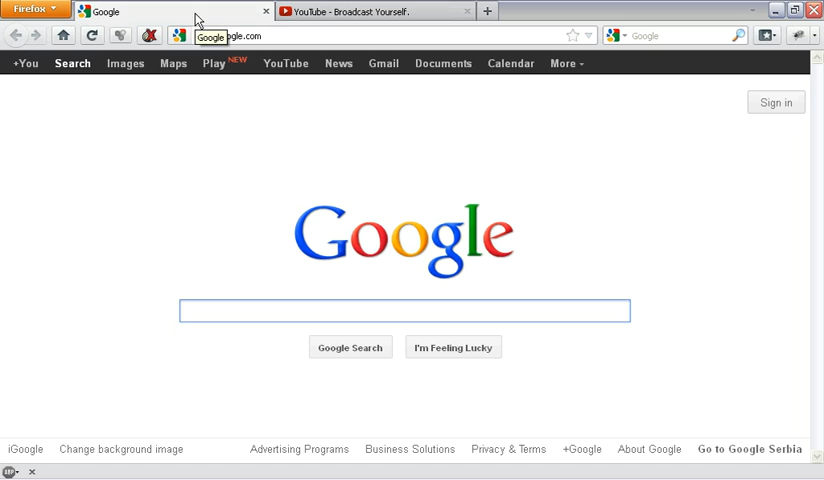 Firefox
Google
YouTube - Broadcast Yourself.
Google
gle.com
Google
+You Search Images Maps Play NEW YouTube News Gmail Documents Calendar More
Sign in
Google
Google Search I'm Feeling Lucky
iGoogle Change background image Advertising Programs Business Solutions Privacy & Terms +Google About Google Go to Google Serbia
ABP